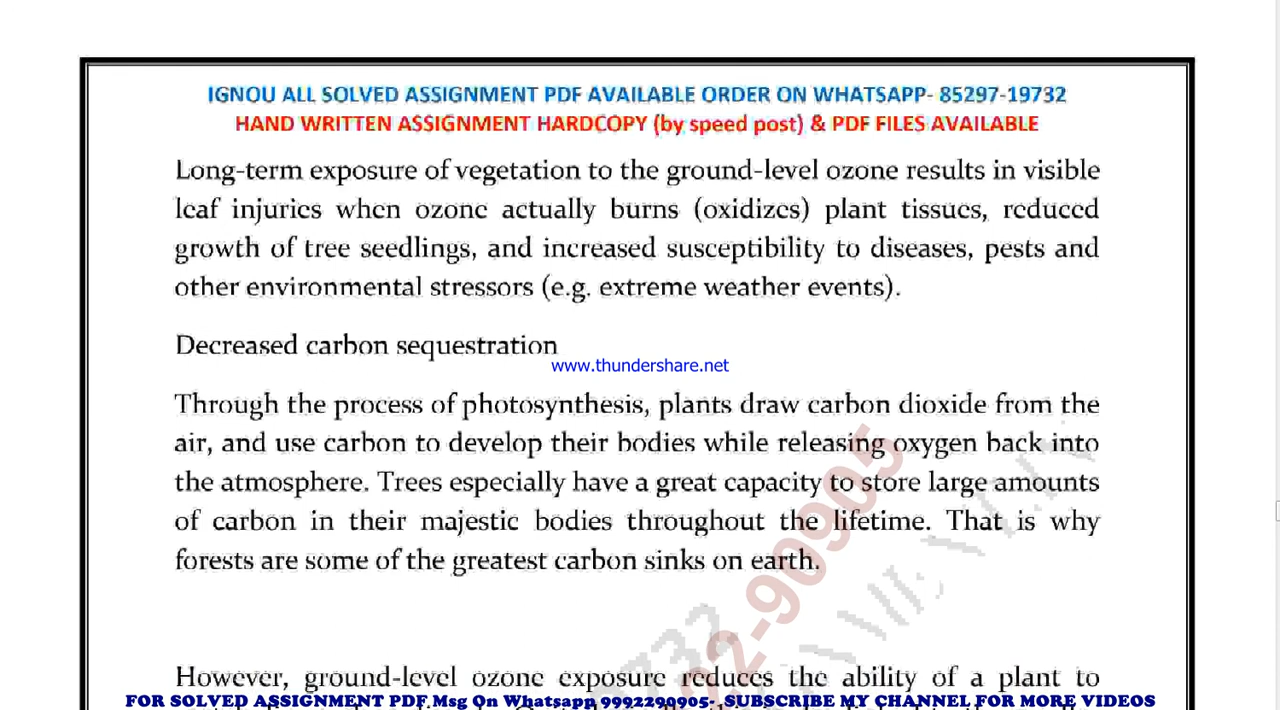 IGNOU ALL SOLVED ASSIGNMENT PDF AVAILABLE ORDER ON WHATSAPP- 85297-19732
HAND WRITTEN ASSIGNMENT HARDCOPY (by speed post) & PDF FILES AVAILABLE
Long-term exposure of vegetation to the ground-level ozone results in visible
leaf injuries when ozone actually burns (oxidizes) plant tissues, reduced
growth of tree seedlings, and increased susceptibility to diseases, pests and
other environmental stressors (e.g. extreme weather events).
Decreased carbon sequestration
www.thundershare.net
Through the process of photosynthesis, plants draw carbon dioxide from the
air, and use carbon to develop their bodies while releasing oxygen back into
the atmosphere. Trees especially have a great capacity to store large amounts
of carbon in their majestic bodies throughout the lifetime. That is why
forests are some of the greatest carbon sinks on earth.
However, ground-level ozone exposure reduces the ability of a plant to
FOR SOLVED ASSIGNMENT PDF Msg On Whatsapp 9992290905- SUBSCRIBE MY CHANNEL FOR MORE VIDEOS